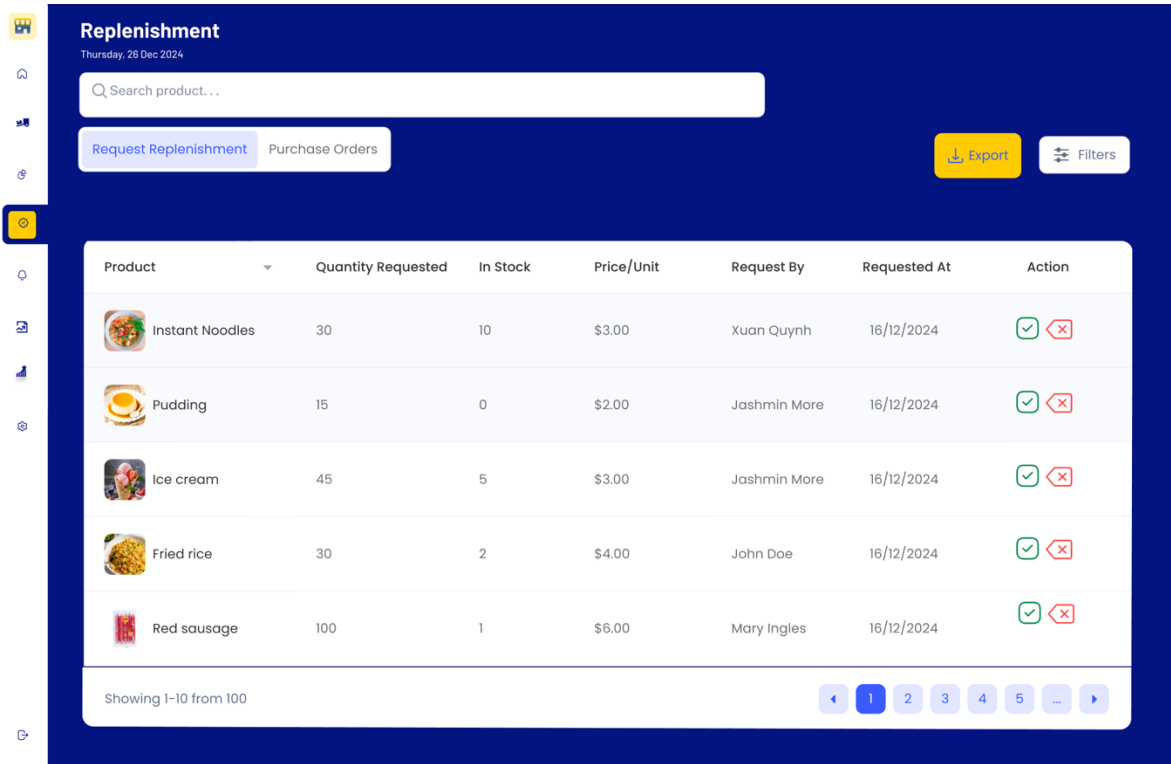 Replenishment
Thursday, 26 Dec 2024
Search product. . .
Request Replenishment Purchase Orders
Export Filters
Product Quantity Requested In Stock Price/Unit Request By Requested At Action
Instant Noodles 30 10 $3.00 Xuan Quynh 16/12/2024
Pudding 15 0 $2.00 Jashmin More 16/12/2024
Ice cream 45 5 $3.00 Jashmin More 16/12/2024
Fried rice 30 2 $4.00 John Doe 16/12/2024
Red sausage 100 1 $6.00 Mary Ingles 16/12/2024
Showing 1-10 from 100 1 2 3 4 5 ...